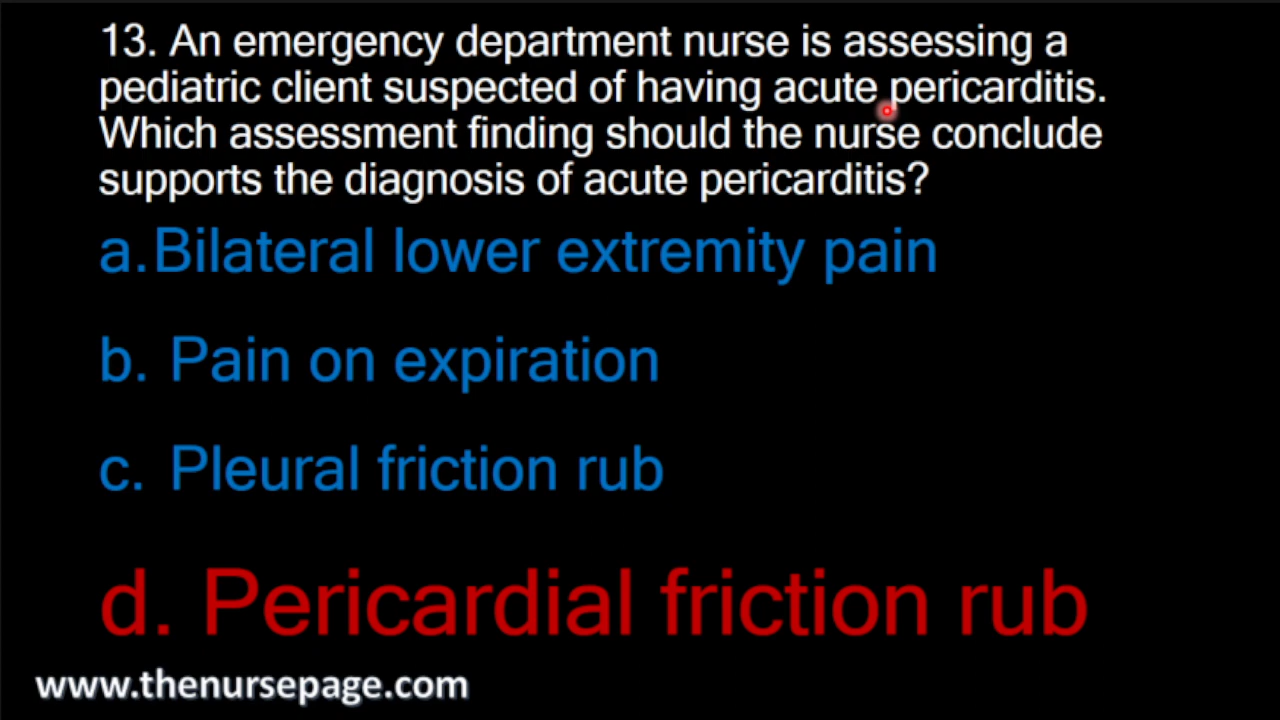 13. An emergency department nurse is assessing a
pediatric client suspected of having acute pericarditis.
Which assessment finding should the nurse conclude
supports the diagnosis of acute pericarditis?
a. Bilateral lower extremity pain
b. Pain on expiration
c. Pleural friction rub
d. Pericardial friction rub
www.thenursepage.com